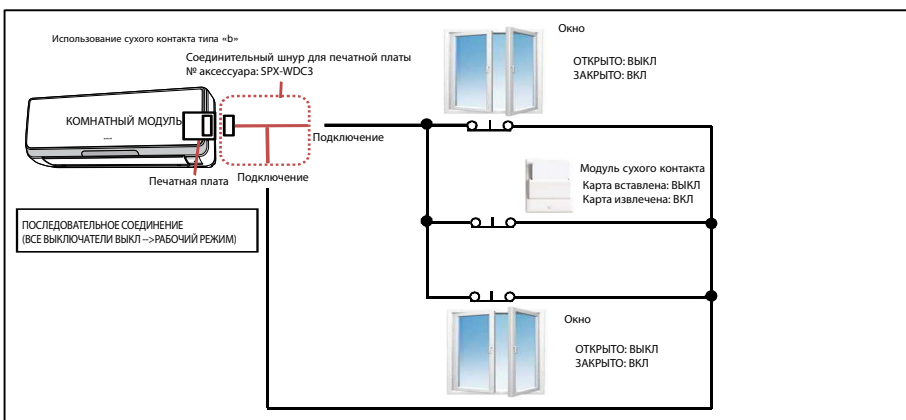 Использование сухого контакта типа «b»
Соединительный шнур для печатной платы
№ аксессуара: SPX-WDC3
КОМНАТНЫЙ МОДУЛЬ
Подключение
Печатная плата
Подключение
ПОСЛЕДОВАТЕЛЬНОЕ СОЕДИНЕНИЕ
(ВСЕ ВЫКЛЮЧАТЕЛИ ВЫКЛ -->РАБОЧИЙ РЕЖИМ)
Окно
ОТКРЫТО: ВЫКЛ
ЗАКРЫТО: ВКЛ
Модуль сухого контакта
Карта вставлена: ВЫКЛ
Карта извлечена: ВКЛ
Окно
ОТКРЫТО: ВЫКЛ
ЗАКРЫТО: ВКЛ